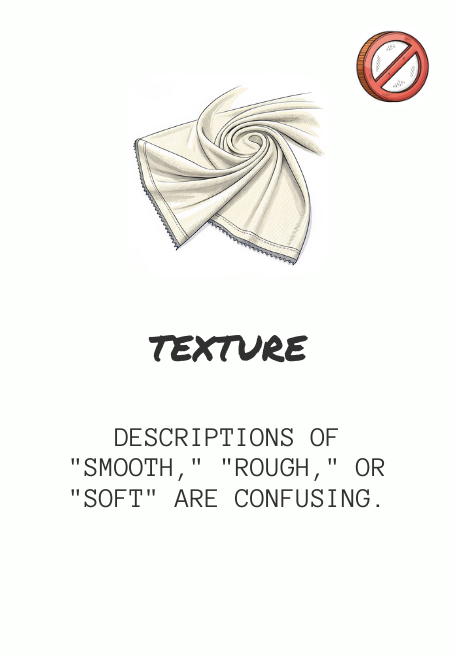 TEXTURE
DESCRIPTIONS OF
"SMOOTH," "ROUGH," OR
"SOFT" ARE CONFUSING.